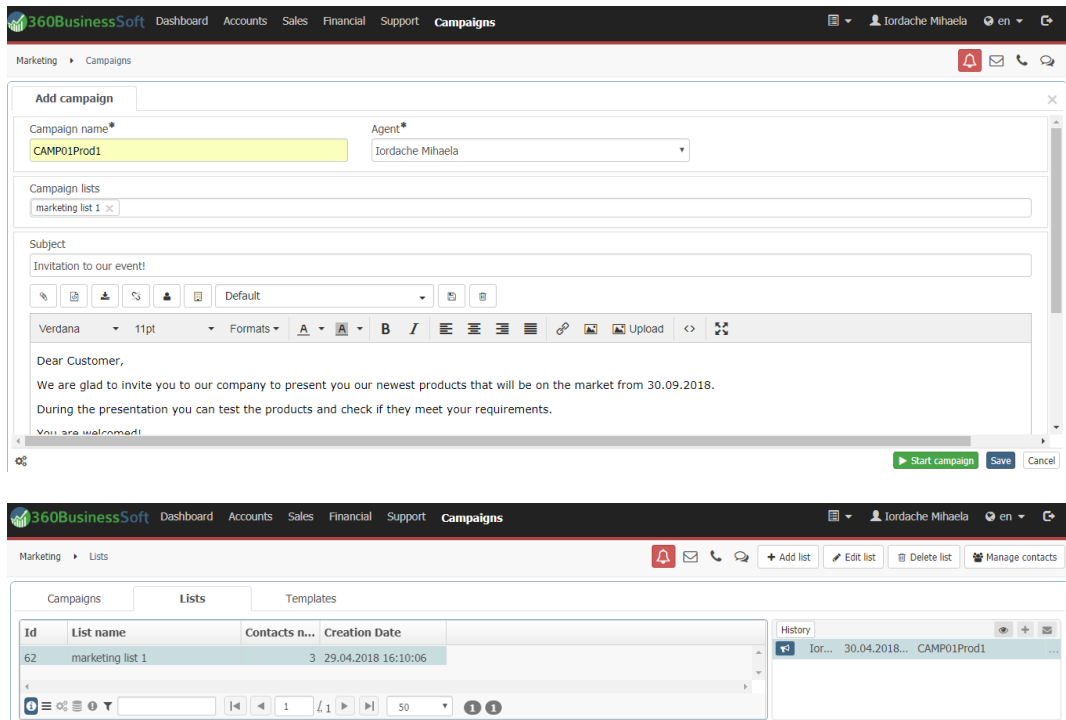 360BusinessSoft Dashboard Accounts Sales Financial Support Campaigns Iordache Mihaela en
Marketing Campaigns
Add campaign
Campaign name* Agent*
CAMP01Prod1 Iordache Mihaela
Campaign lists
marketing list 1
Subject
Invitation to our event!
Default
Verdana 11pt Formats A A B I Upload
Dear Customer,
We are glad to invite you to our company to present you our newest products that will be on the market from 30.09.2018.
During the presentation you can test the products and check if they meet your requirements.
You are welcomed!
Start campaign Save Cancel
360BusinessSoft Dashboard Accounts Sales Financial Support Campaigns Iordache Mihaela en
Marketing Lists Add list Edit list Delete list Manage contacts
Campaigns Lists Templates
Id List name Contacts n... Creation Date History
62 marketing list 1 3 29.04.2018 16:10:06 Ior... 30.04.2018... CAMP01Prod1 ...
1 / 1 50 1 1